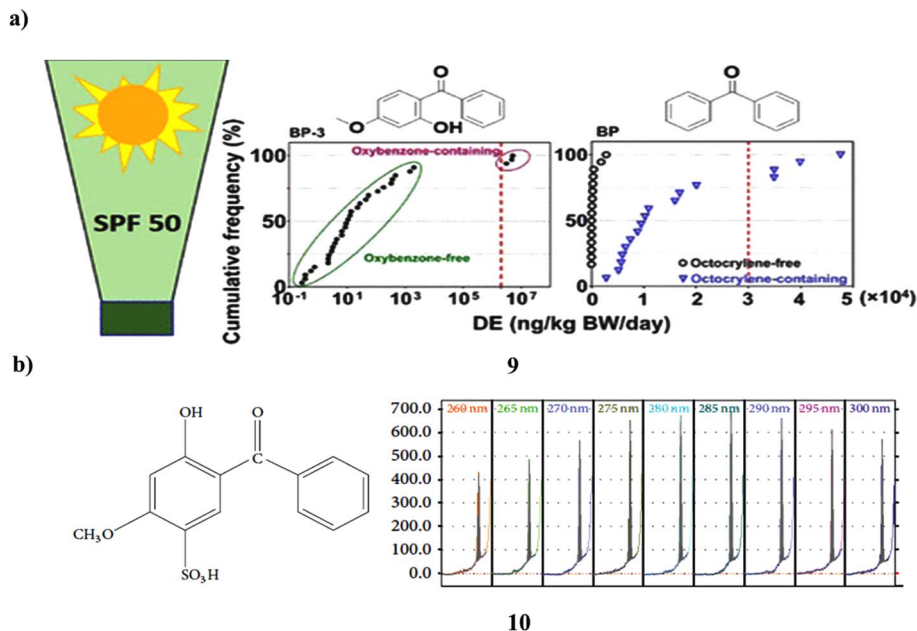 a)
SPF 50
O
O
OH
BP-3
Oxybenzone-containing
Oxybenzone-free
Cumulative frequency (%)
100
50
0
10-1
101
103
105
107
O
BP
100
50
0
Octocrylene-free
Octocrylene-containing
0
1
2
3
4
5 (×10⁴)
DE (ng/kg BW/day)
b)
9
OH
O
CH₃O
SO₃H
260 nm
265 nm
270 nm
275 nm
280 nm
285 nm
290 nm
295 nm
300 nm
700.0
600.0
500.0
400.0
300.0
200.0
100.0
0.0
10